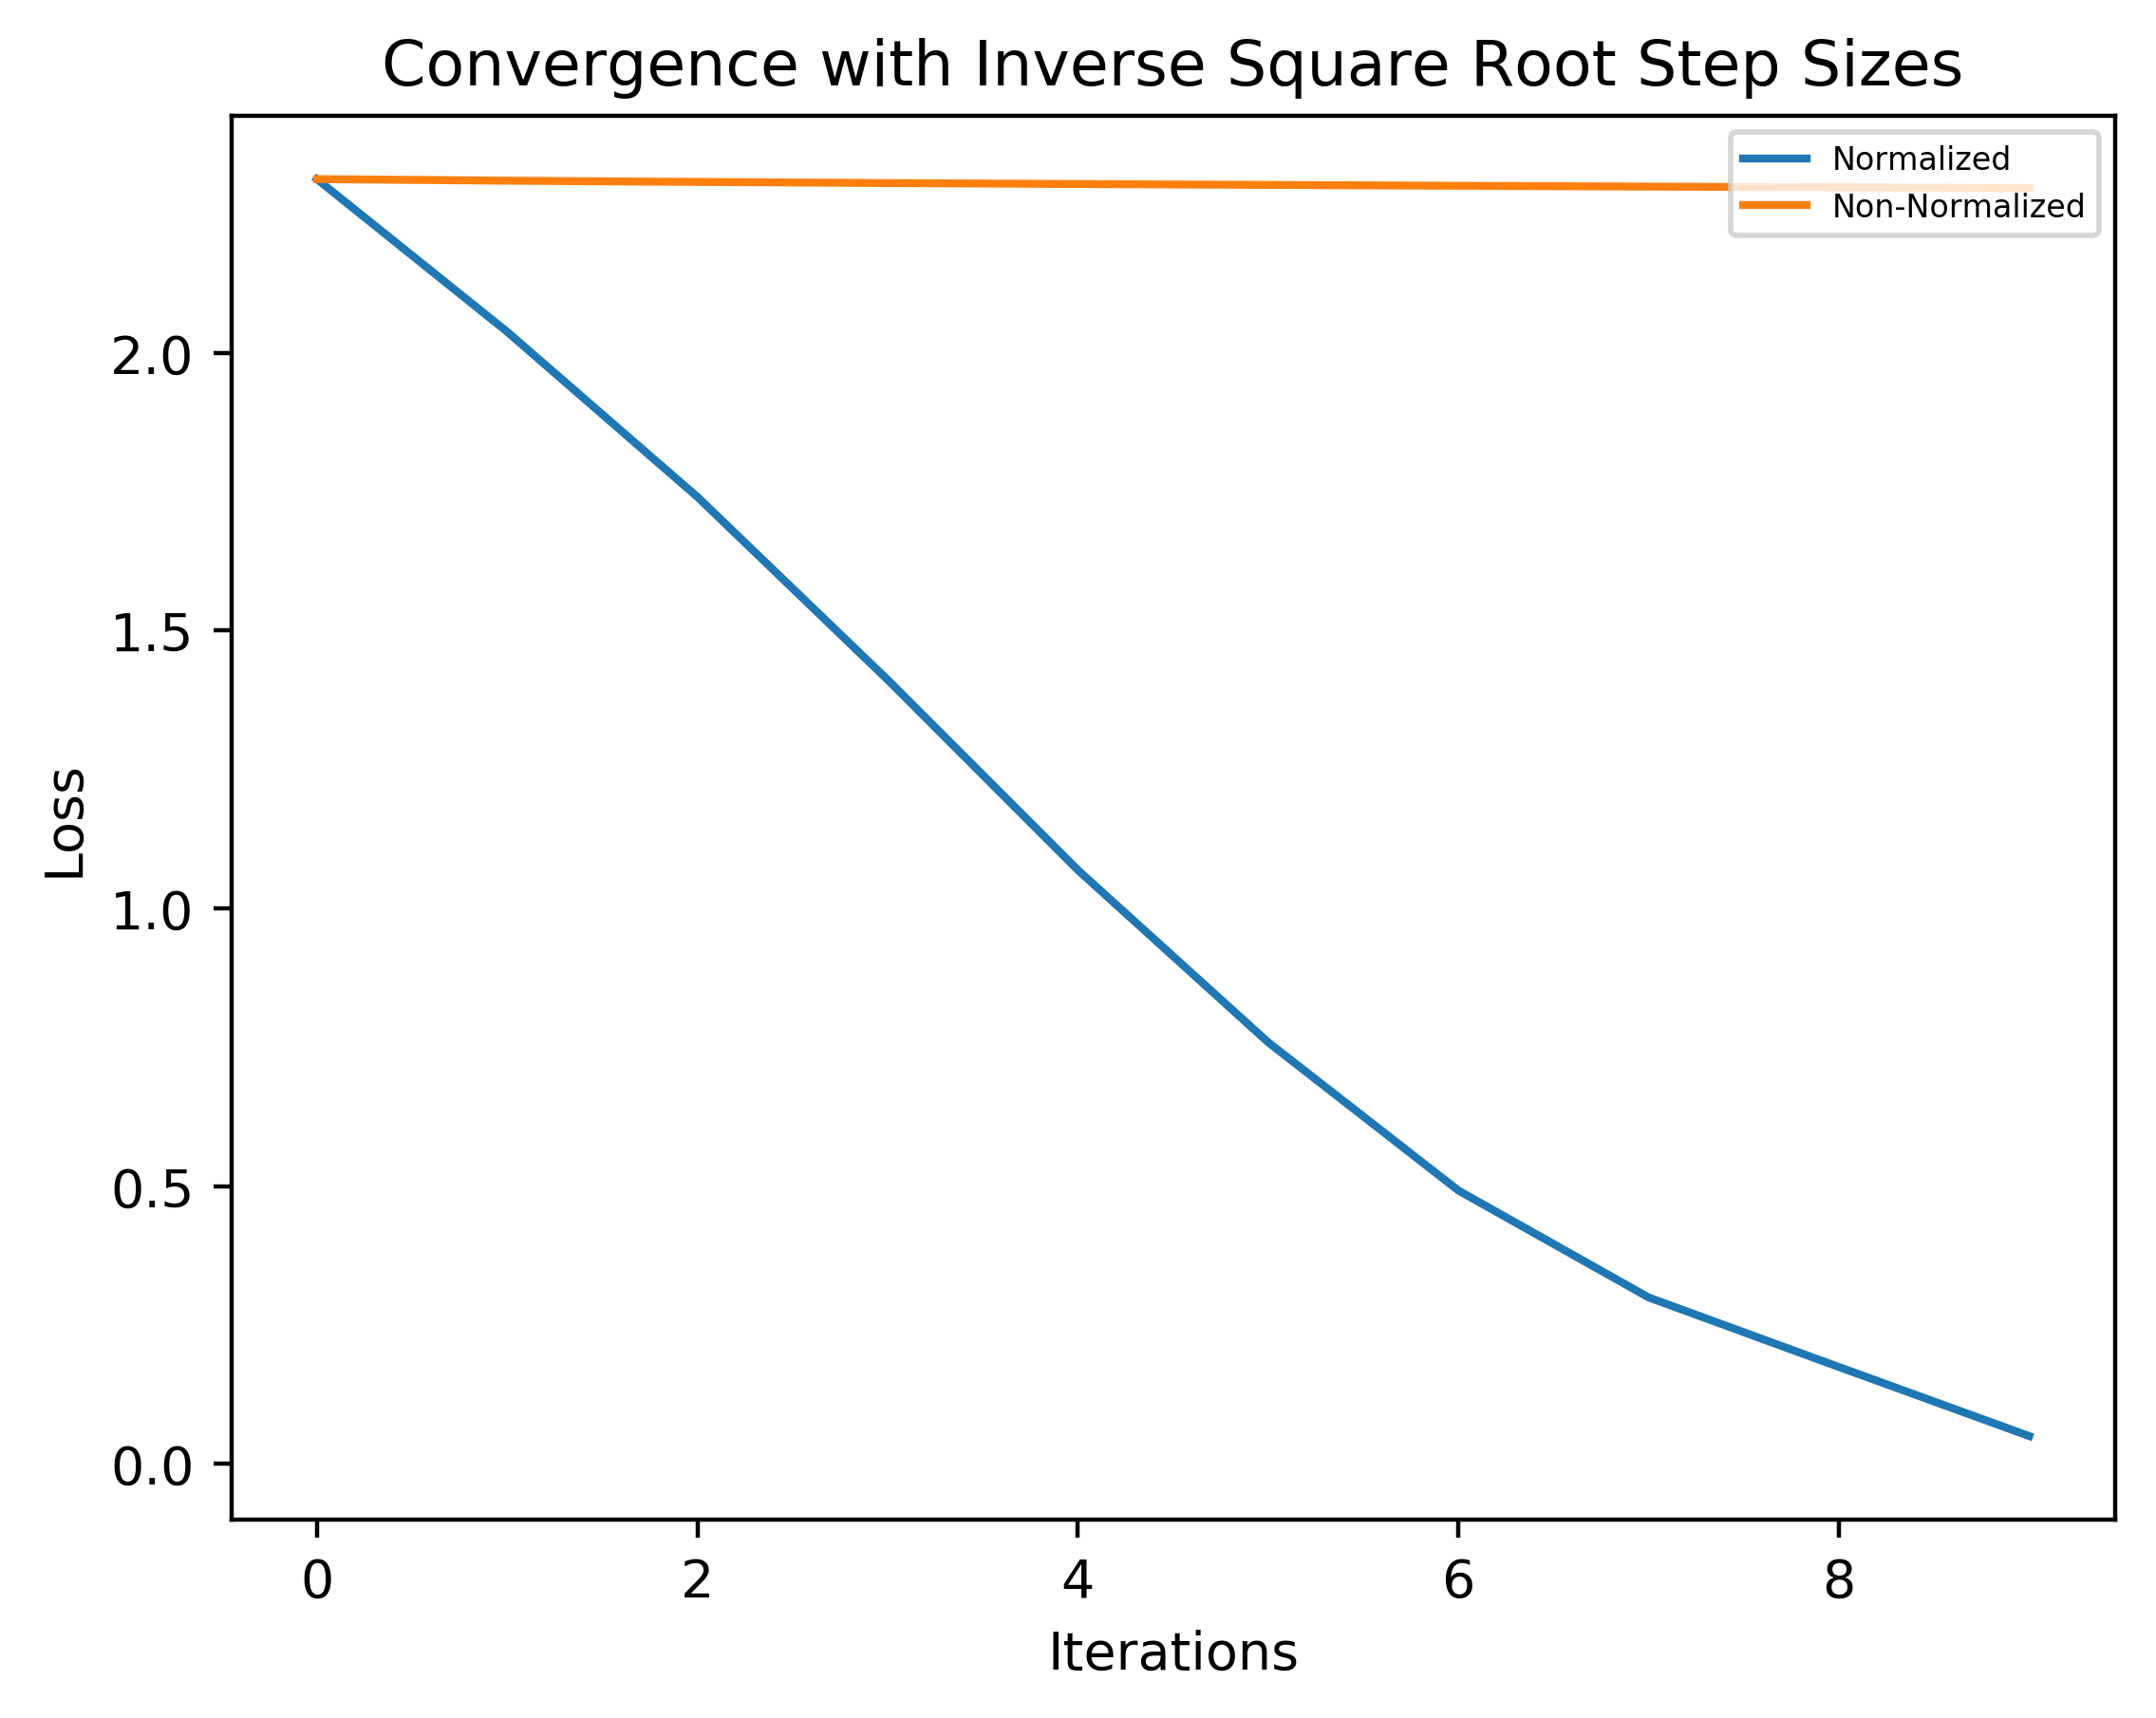 Convergence with Inverse Square Root Step Sizes
Normalized
Non-Normalized
2.0
1.5
1.0
0.5
0.0
Loss
0 2 4 6 8
Iterations